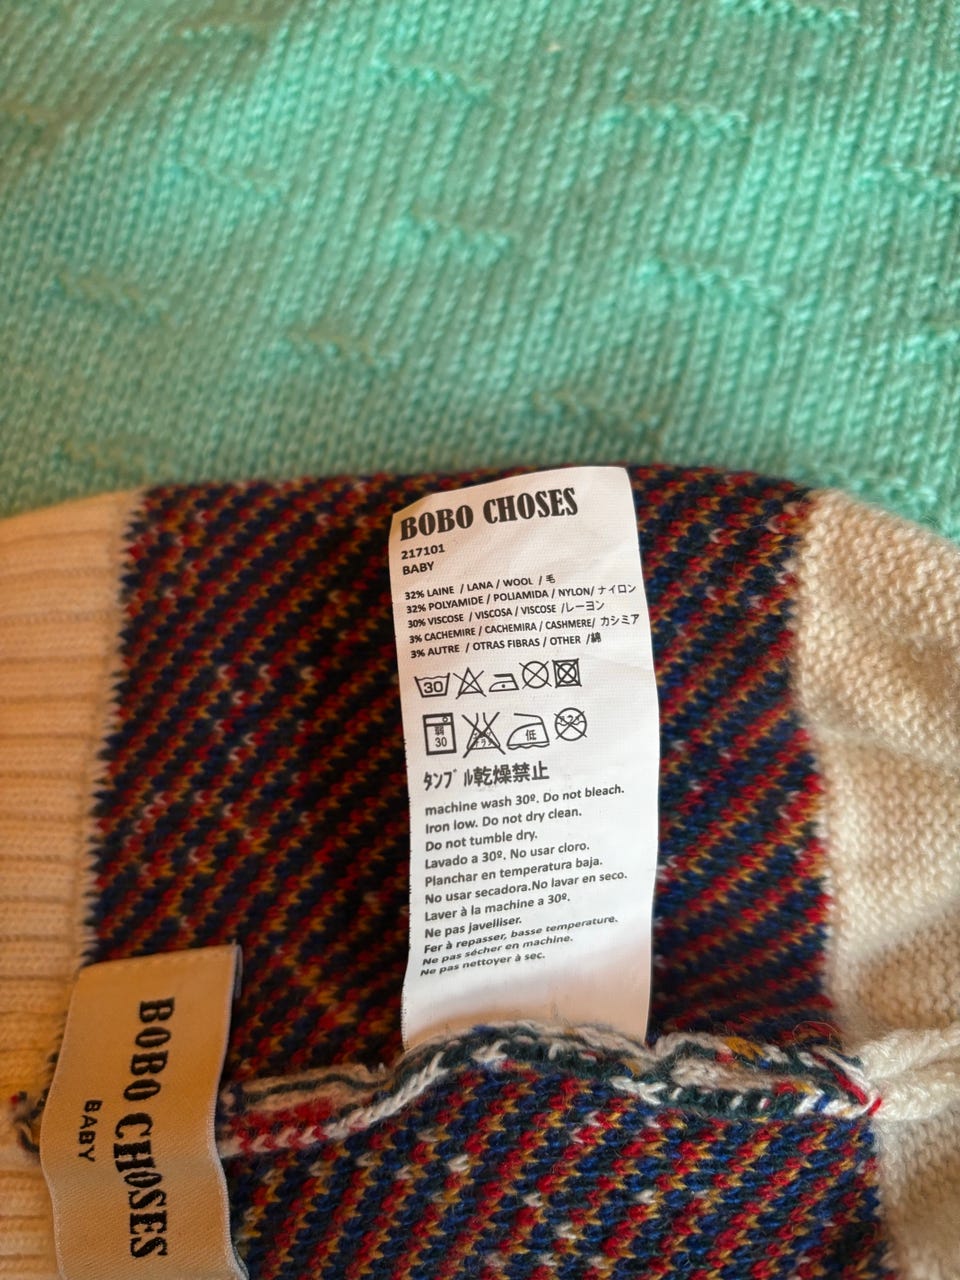 BOBO CHOSES
217101
BABY
32% LAINE / LANA / WOOL / 毛
32% POLYAMIDE / POLIAMIDA / NYLON/ ナイロン
30% VISCOSE / VISCOSA / VISCOSE /レーヨン
3% CACHEMIRE / CACHEMIRA / CASHMERE/ カシミア
3% AUTRE / OTRAS FIBRAS / OTHER /綿
30
弱
30
低
タンブル乾燥禁止
machine wash 30º. Do not bleach.
Iron low. Do not dry clean.
Do not tumble dry.
Lavado a 30º. No usar cloro.
Planchar en temperatura baja.
No usar secadora.No lavar en seco.
Laver à la machine a 30º.
Ne pas javelliser.
Fer à repasser, basse temperature.
Ne pas sécher en machine.
Ne pas nettoyer à sec.
BOBO CHOSES
BABY